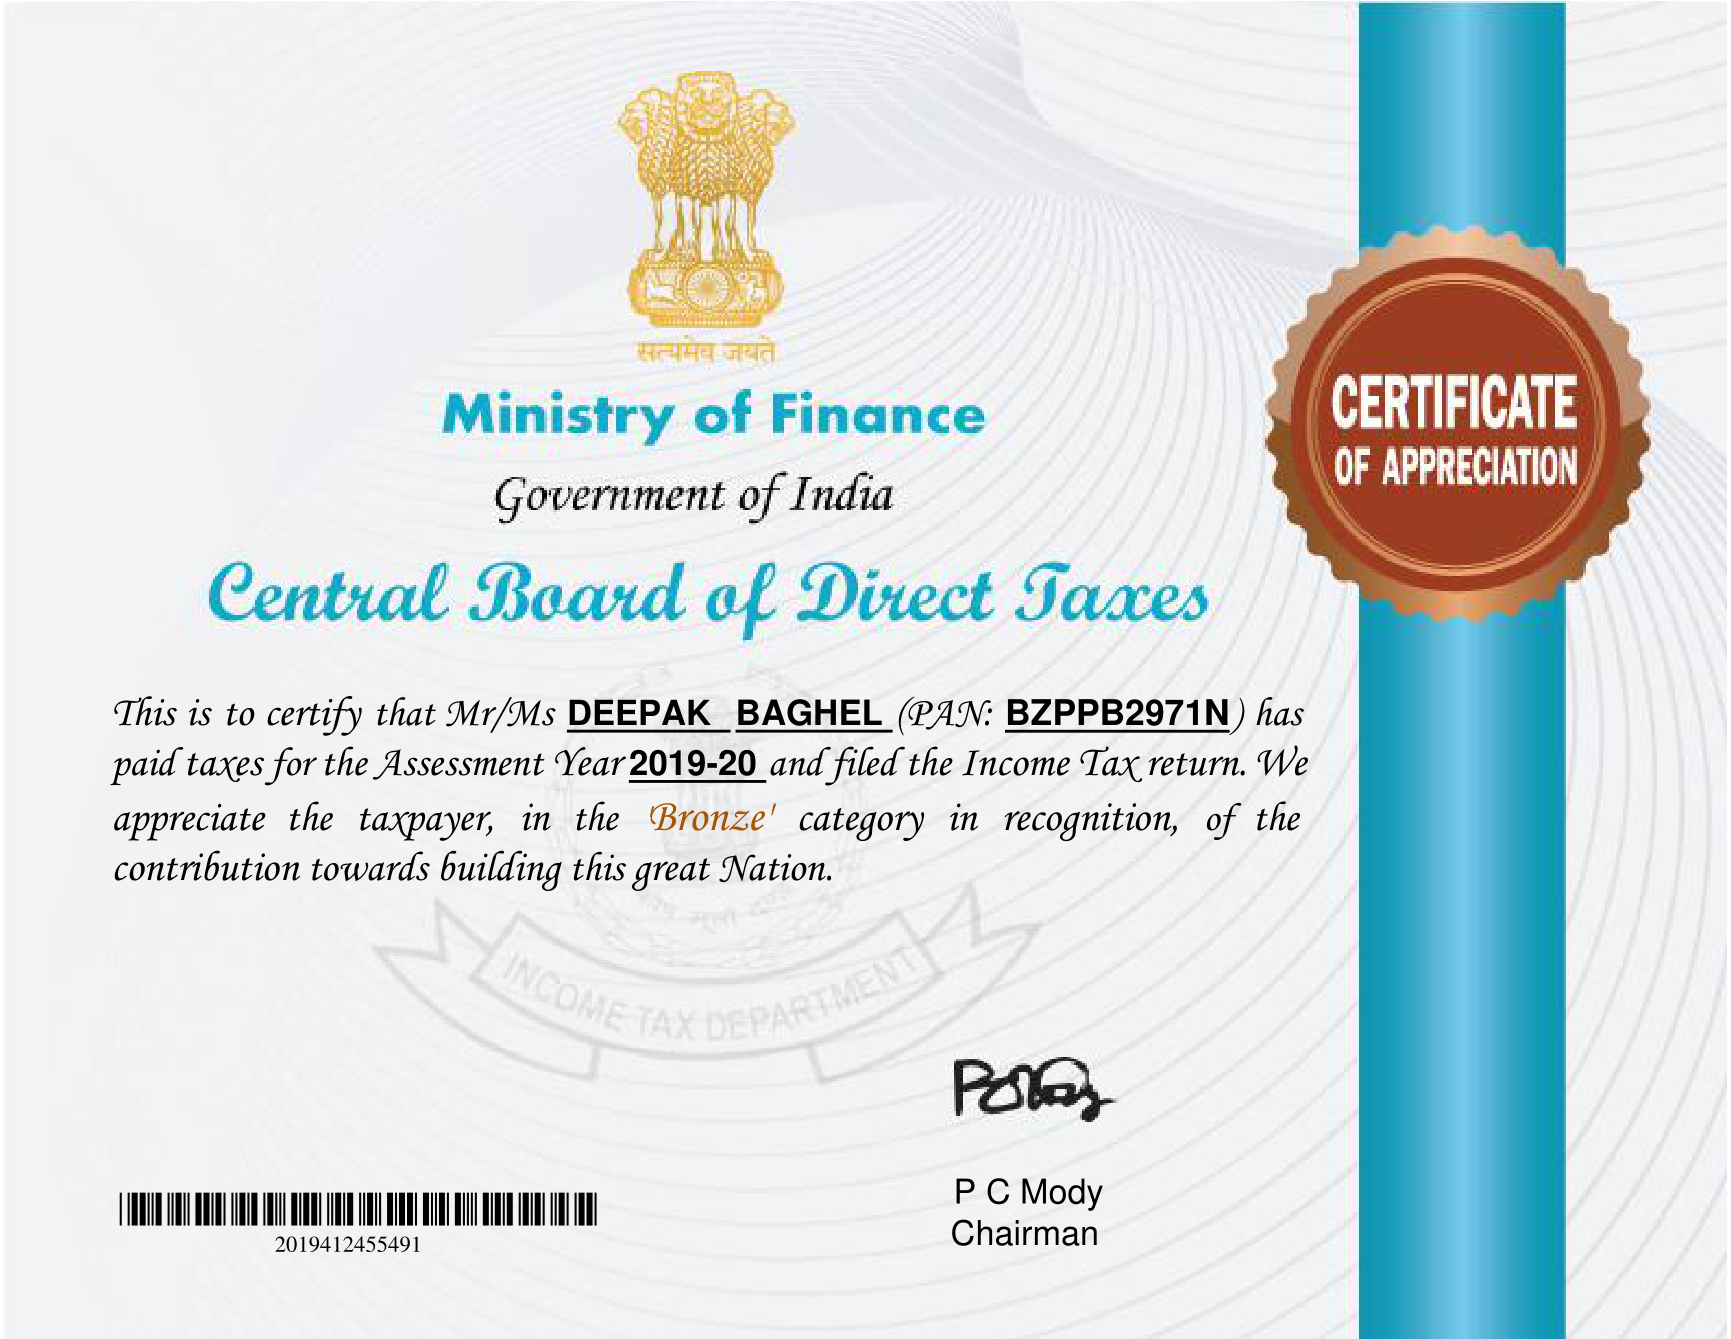 सत्यमेव जयते
Ministry of Finance
Government of India
Central Board of Direct Taxes
CERTIFICATE
OF APPRECIATION
This is to certify that Mr/Ms DEEPAK BAGHEL (PAN: BZPPB2971N) has
paid taxes for the Assessment Year 2019-20 and filed the Income Tax return. We
appreciate the taxpayer, in the 'Bronze' category in recognition, of the
contribution towards building this great Nation.
INCOME TAX DEPARTMENT
P C Mody
Chairman
2019412455491